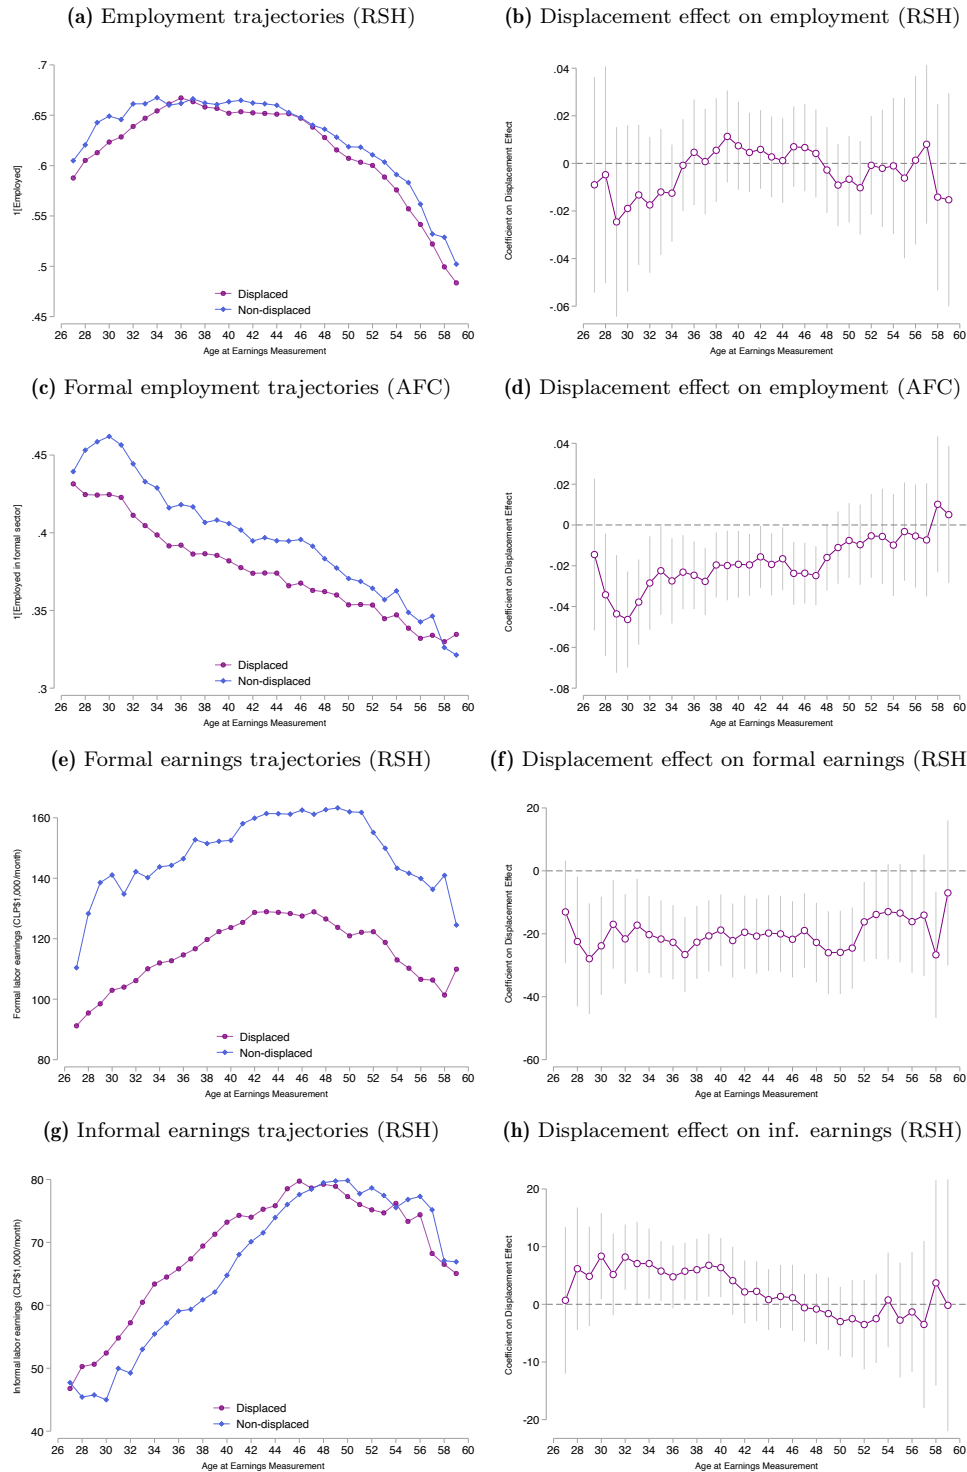 (a) Employment trajectories (RSH)
1[Employed]
.7
.65
.6
.55
.5
.45
Displaced
Non-displaced
26 28 30 32 34 36 38 40 42 44 46 48 50 52 54 56 58 60
Age at Earnings Measurement
(b) Displacement effect on employment (RSH)
Coefficient on Displacement Effect
.04
.02
0
-.02
-.04
-.06
26 28 30 32 34 36 38 40 42 44 46 48 50 52 54 56 58 60
Age at Earnings Measurement
(c) Formal employment trajectories (AFC)
1[Employed in formal sector]
.45
.4
.35
.3
Displaced
Non-displaced
26 28 30 32 34 36 38 40 42 44 46 48 50 52 54 56 58 60
Age at Earnings Measurement
(d) Displacement effect on employment (AFC)
Coefficient on Displacement Effect
.04
.02
0
-.02
-.04
-.06
-.08
26 28 30 32 34 36 38 40 42 44 46 48 50 52 54 56 58 60
Age at Earnings Measurement
(e) Formal earnings trajectories (RSH)
Formal labor earnings (CLP$1,000/month)
160
140
120
100
80
Displaced
Non-displaced
26 28 30 32 34 36 38 40 42 44 46 48 50 52 54 56 58 60
Age at Earnings Measurement
(f) Displacement effect on formal earnings (RSH
Coefficient on Displacement Effect
20
0
-20
-40
-60
26 28 30 32 34 36 38 40 42 44 46 48 50 52 54 56 58 60
Age at Earnings Measurement
(g) Informal earnings trajectories (RSH)
Informal labor earnings (CLP$1,000/month)
80
70
60
50
40
Displaced
Non-displaced
26 28 30 32 34 36 38 40 42 44 46 48 50 52 54 56 58 60
Age at Earnings Measurement
(h) Displacement effect on inf. earnings (RSH)
Coefficient on Displacement Effect
20
10
0
-10
-20
26 28 30 32 34 36 38 40 42 44 46 48 50 52 54 56 58 60
Age at Earnings Measurement